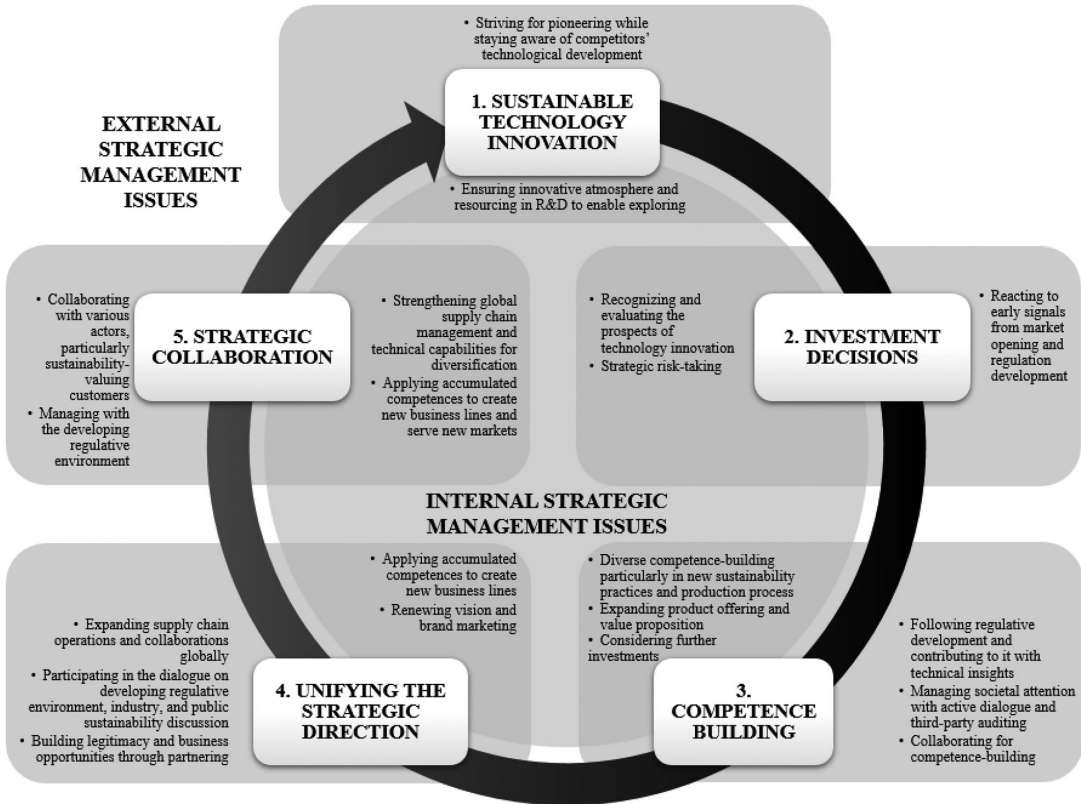 • Striving for pioneering while
staying aware of competitors'
technological development
1. SUSTAINABLE
TECHNOLOGY
INNOVATION
• Ensuring innovative atmosphere and
resourcing in R&D to enable exploring
EXTERNAL
STRATEGIC
MANAGEMENT
ISSUES
• Collaborating
with various
actors,
particularly
sustainability-
valuing
customers
• Managing with
the developing
regulative
environment
5. STRATEGIC
COLLABORATION
• Strengthening global
supply chain
management and
technical capabilities for
diversification
• Applying accumulated
competences to create
new business lines and
serve new markets
• Recognizing and
evaluating the
prospects of
technology innovation
• Strategic risk-taking
2. INVESTMENT
DECISIONS
• Reacting to
early signals
from market
opening and
regulation
development
INTERNAL STRATEGIC
MANAGEMENT ISSUES
• Applying accumulated
competences to create
new business lines
• Renewing vision and
brand marketing
• Expanding supply chain
operations and collaborations
globally
• Participating in the dialogue on
developing regulative
environment, industry, and public
sustainability discussion
• Building legitimacy and business
opportunities through partnering
4. UNIFYING THE
STRATEGIC
DIRECTION
• Diverse competence-building
particularly in new sustainability
practices and production process
• Expanding product offering and
value proposition
• Considering further
investments
3.
COMPETENCE
BUILDING
• Following regulative
development and
contributing to it with
technical insights
• Managing societal attention
with active dialogue and
third-party auditing
• Collaborating for
competence-building